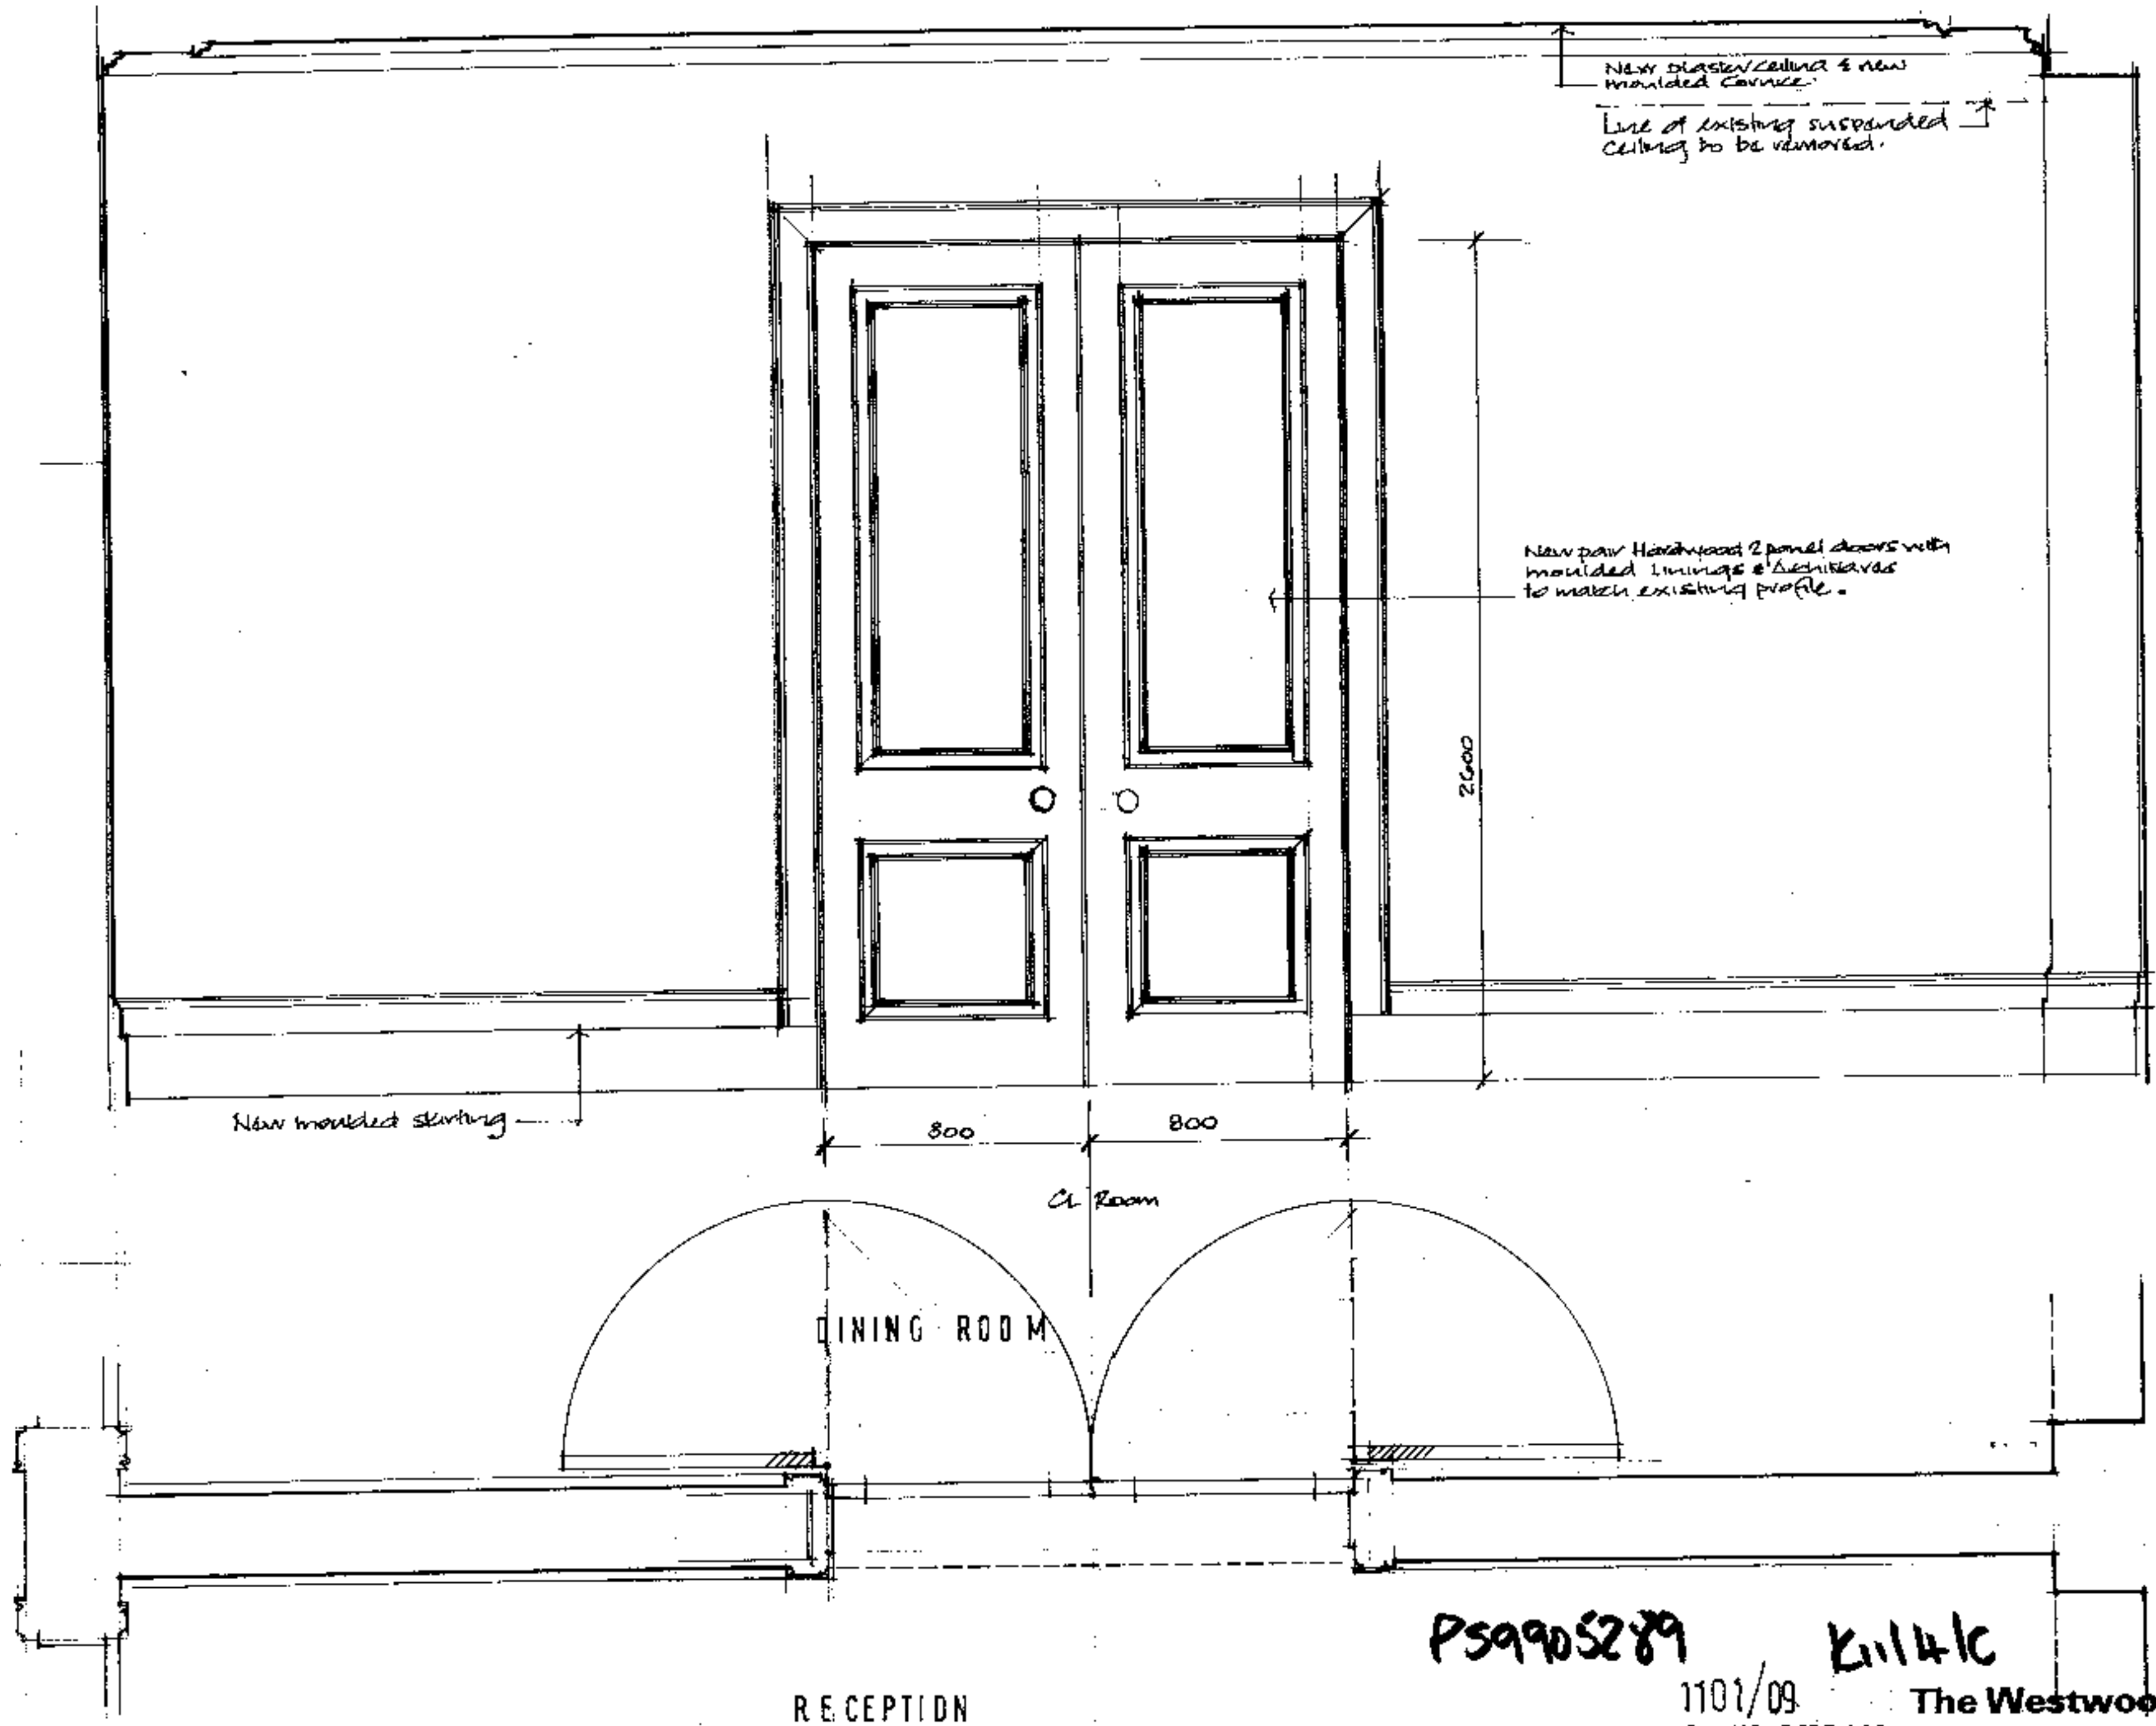 New plaster ceiling & new
moulded cornice.
Line of existing suspended
ceiling to be removed.
New pair Hardwood 2 panel doors with
moulded linings & Architraves
to match existing profile.
2600
New moulded skirting
800
800
CL Room
DINING ROOM
PS9905289
1101/09
The Westwoo
RECEPTION